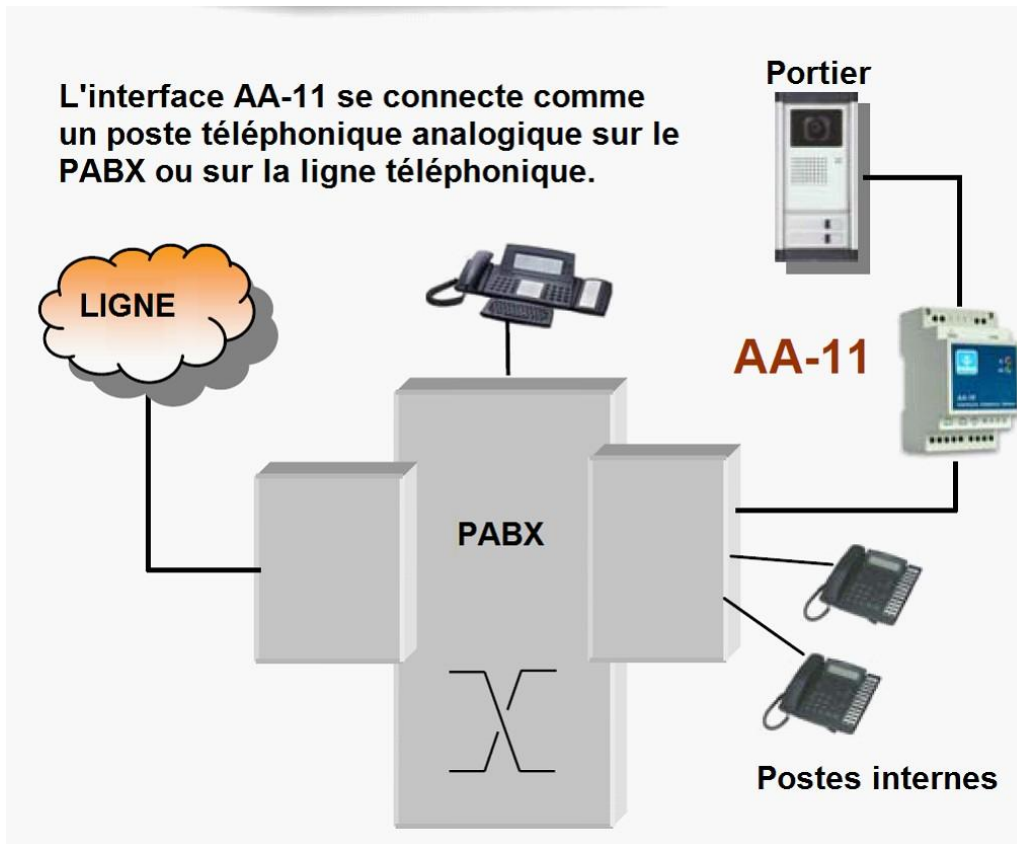 L'interface AA-11 se connecte comme
un poste téléphonique analogique sur le
PABX ou sur la ligne téléphonique.
Portier
LIGNE
AA-11
PABX
Postes internes